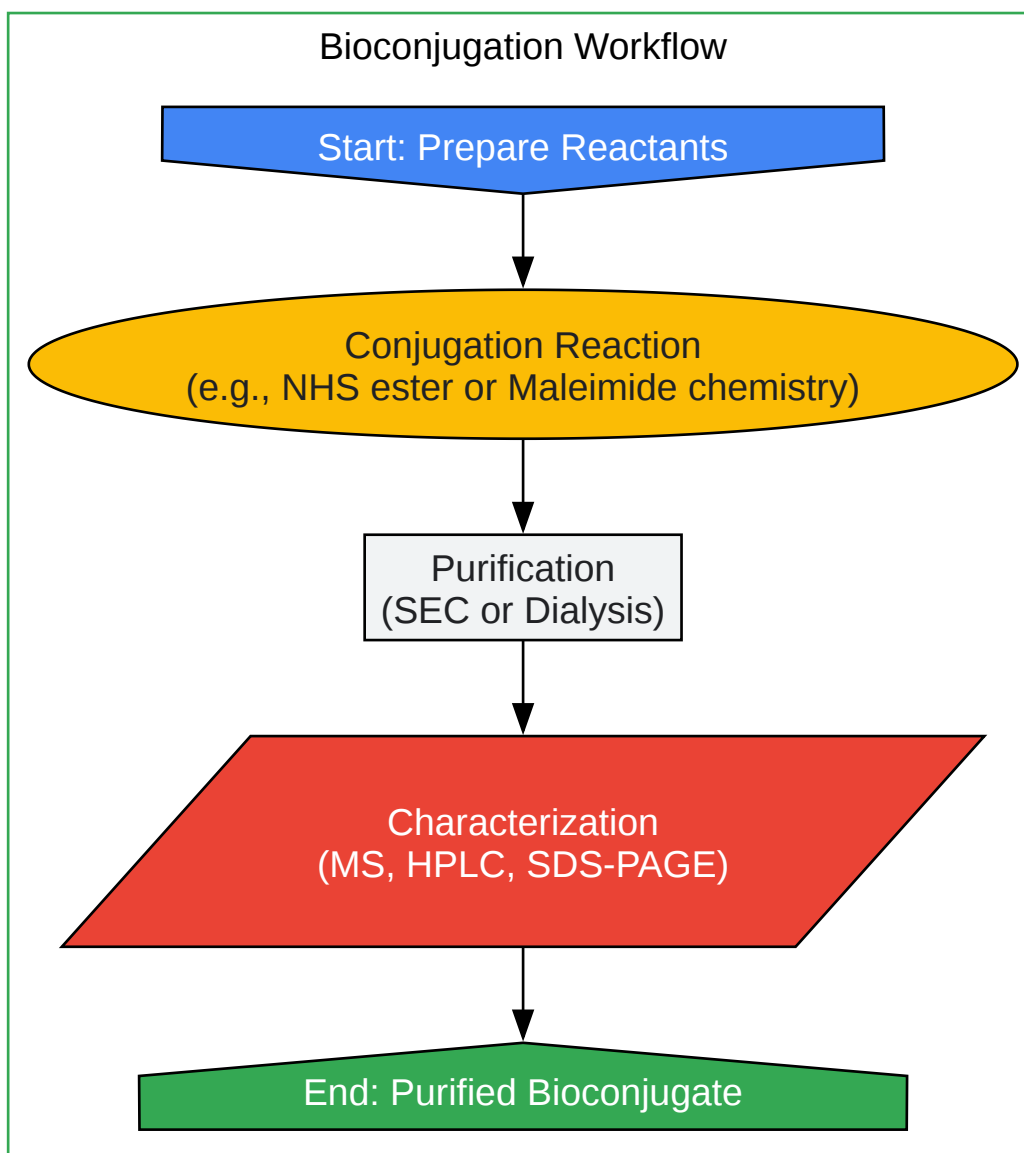 Bioconjugation Workflow
Start: Prepare Reactants
Conjugation Reaction
(e.g., NHS ester or Maleimide chemistry)
Purification
(SEC or Dialysis)
Characterization
(MS, HPLC, SDS-PAGE)
End: Purified Bioconjugate